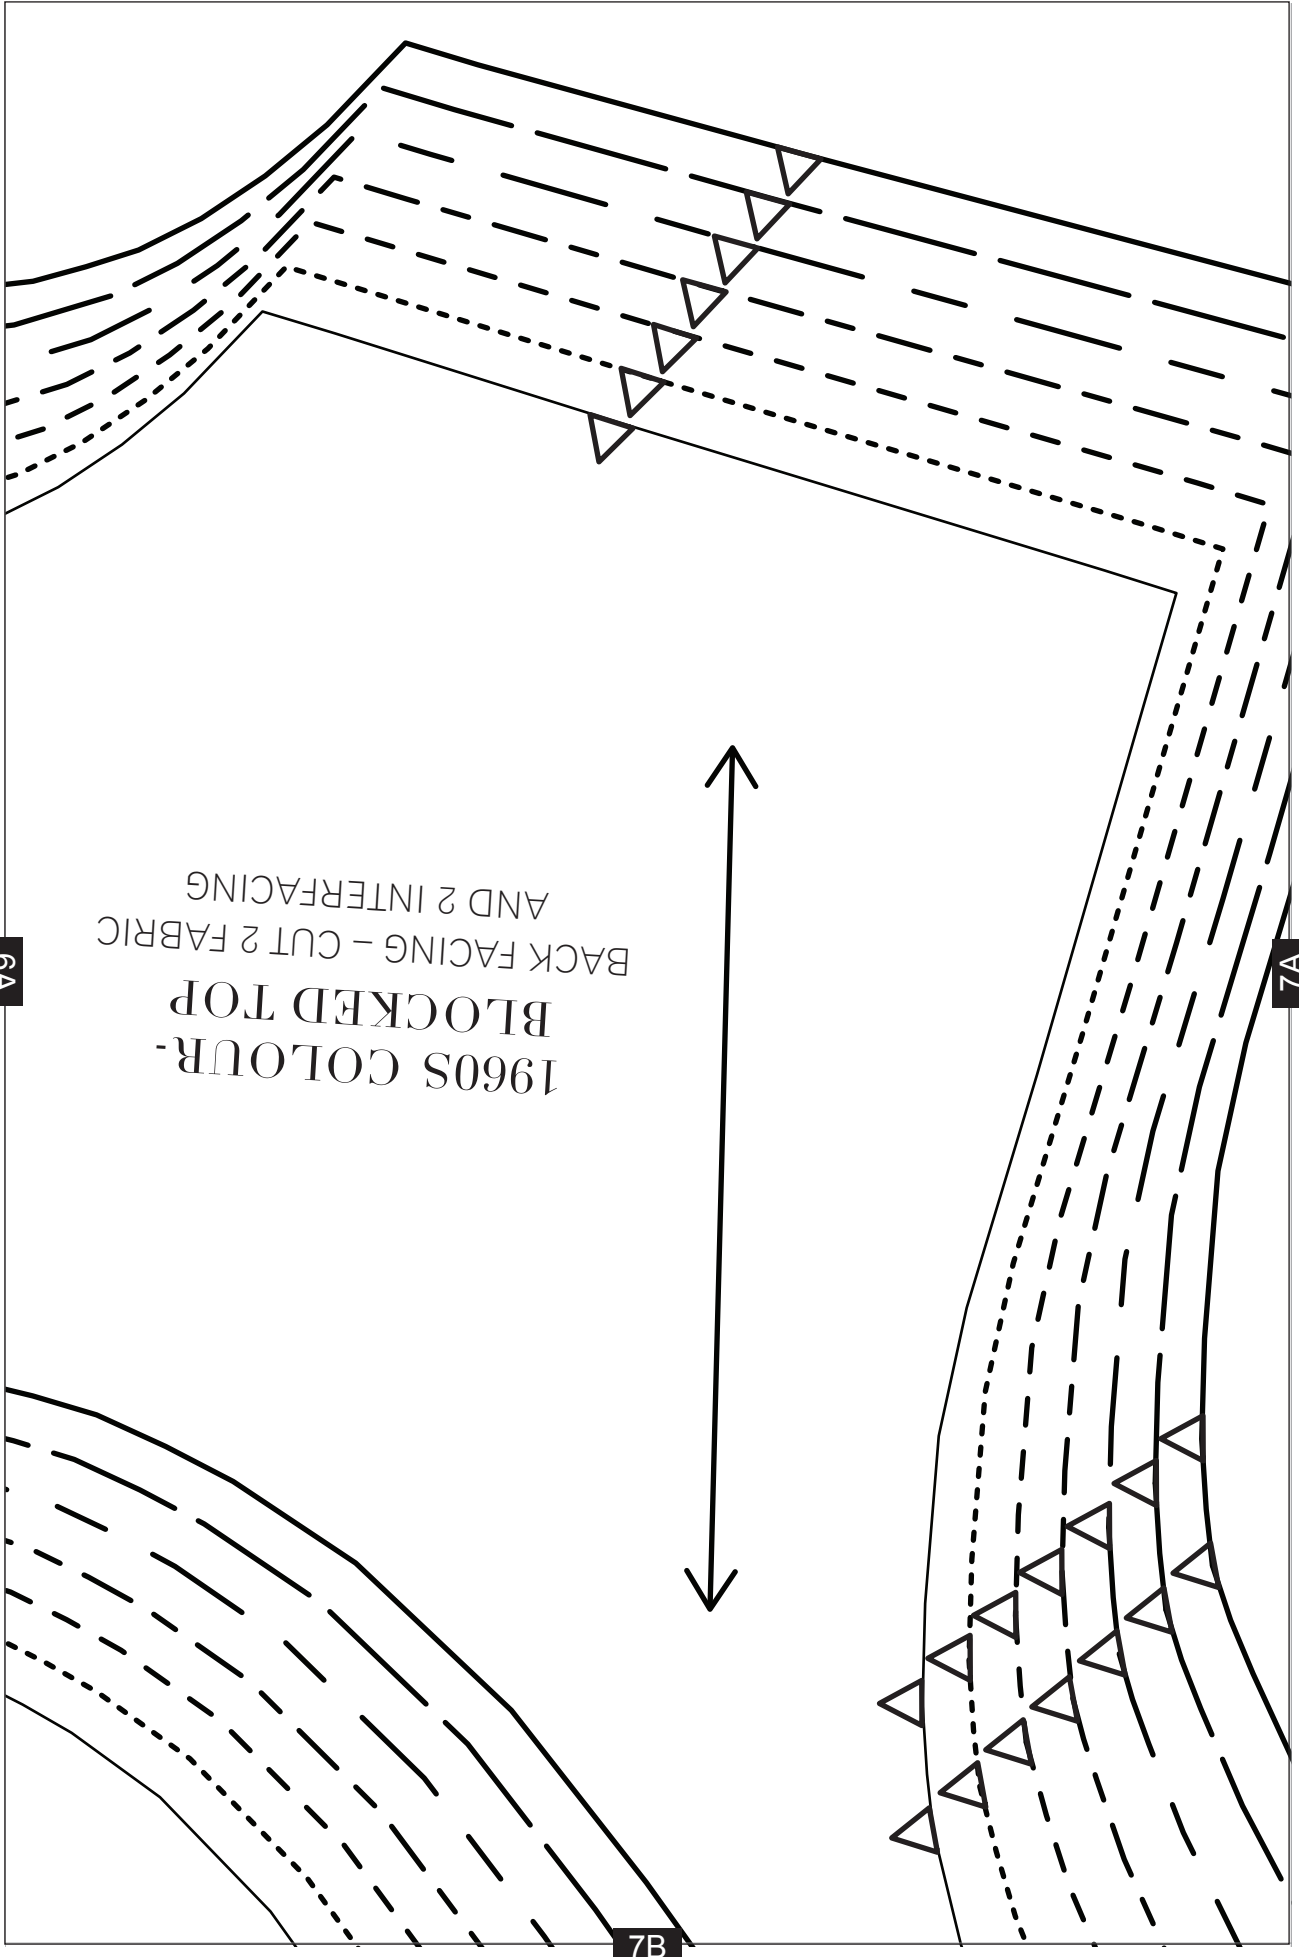 1960S COLOUR-
BLOCKED TOP
BACK FACING – CUT 2 FABRIC
AND 2 INTERFACING
6A
7A
7B